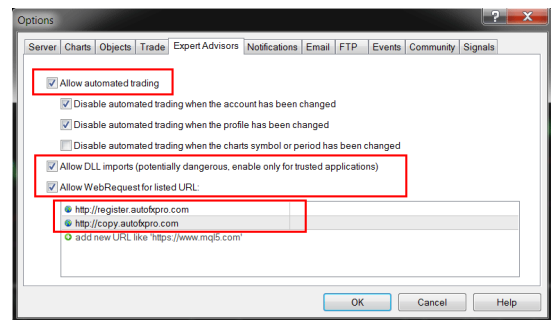 Options
Server Charts Objects Trade Expert Advisors Notifications Email FTP Events Community Signals
Allow automated trading
Disable automated trading when the account has been changed
Disable automated trading when the profile has been changed
Disable automated trading when the charts symbol or period has been changed
Allow DLL imports (potentially dangerous, enable only for trusted applications)
Allow WebRequest for listed URL:
http://register.autofxpro.com
http://copy.autofxpro.com
add new URL like 'https://www.mql5.com'
OK Cancel Help